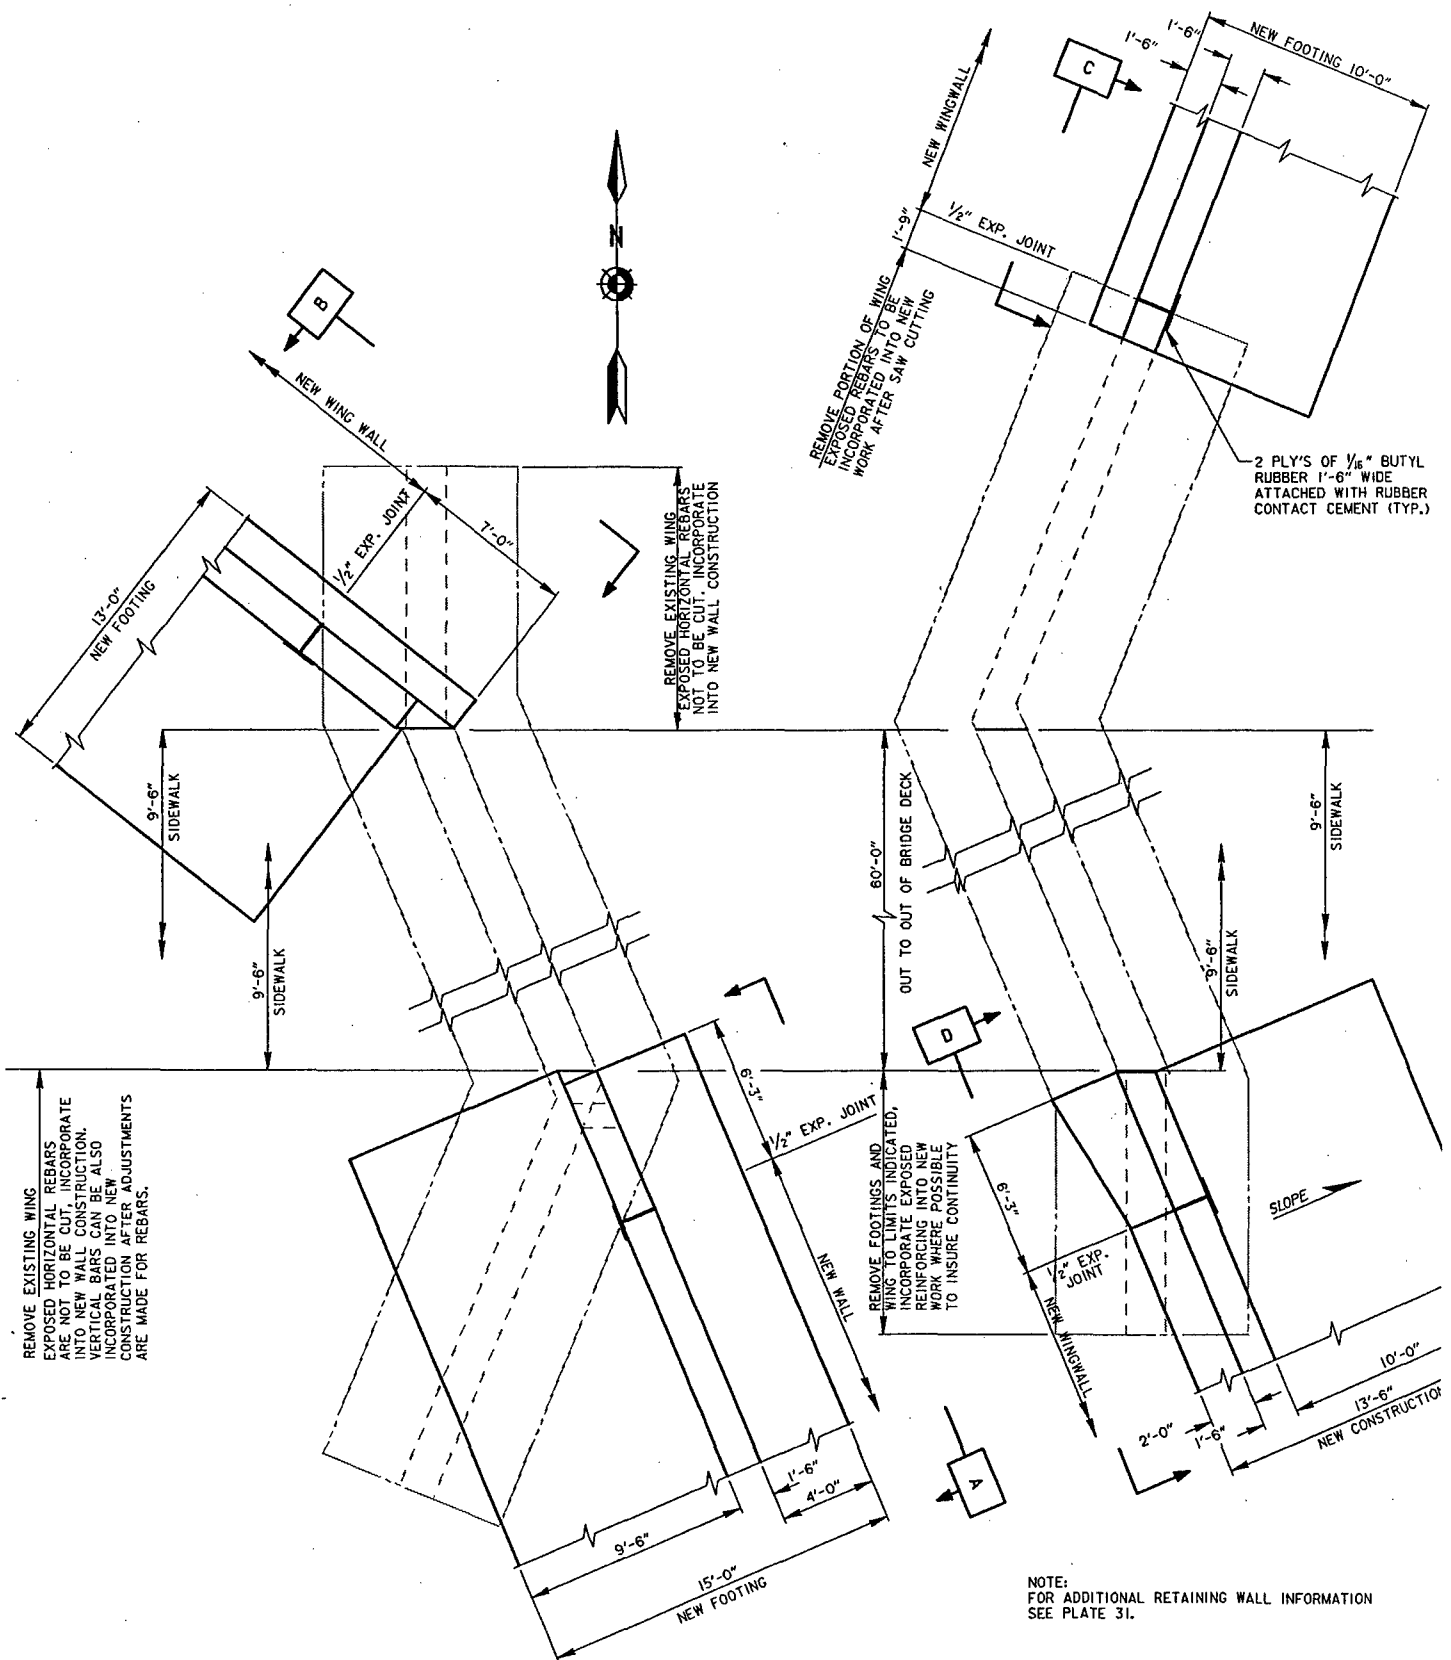 1'-6"
1'-6"
NEW FOOTING 10'-0"
C
NEW WINGWALL
1/2" EXP. JOINT
1'-9"
REMOVE PORTION OF WING
EXPOSED REBARS TO BE
INCORPORATED INTO NEW
WORK AFTER SAW CUTTING
2 PLY'S OF 1/16" BUTYL
RUBBER 1'-6" WIDE
ATTACHED WITH RUBBER
CONTACT CEMENT (TYP.)
N
B
NEW WING WALL
1/2" EXP. JOINT
7'-0"
13'-0"
NEW FOOTING
REMOVE EXISTING WING
EXPOSED HORIZONTAL REBARS
NOT TO BE CUT. INCORPORATE
INTO NEW WALL CONSTRUCTION
9'-6"
SIDEWALK
9'-6"
SIDEWALK
60'-0"
OUT TO OUT OF BRIDGE DECK
9'-6"
SIDEWALK
9'-6"
SIDEWALK
REMOVE EXISTING WING
EXPOSED HORIZONTAL REBARS
ARE NOT TO BE CUT, INCORPORATE
INTO NEW WALL CONSTRUCTION.
VERTICAL BARS CAN BE ALSO
INCORPORATED INTO NEW
CONSTRUCTION AFTER ADJUSTMENTS
ARE MADE FOR REBARS.
6'-3"
1/2" EXP. JOINT
NEW WALL
1'-6"
4'-0"
9'-6"
15'-0"
NEW FOOTING
A
D
REMOVE FOOTINGS AND
WING TO LIMITS INDICATED,
INCORPORATE EXPOSED
REINFORCING INTO NEW
WORK WHERE POSSIBLE
TO INSURE CONTINUITY
6'-3"
1/2" EXP.
JOINT
NEW WINGWALL
SLOPE
2'-0"
1'-6"
10'-0"
13'-6"
NEW CONSTRUCTION
NOTE:
FOR ADDITIONAL RETAINING WALL INFORMATION
SEE PLATE 31.